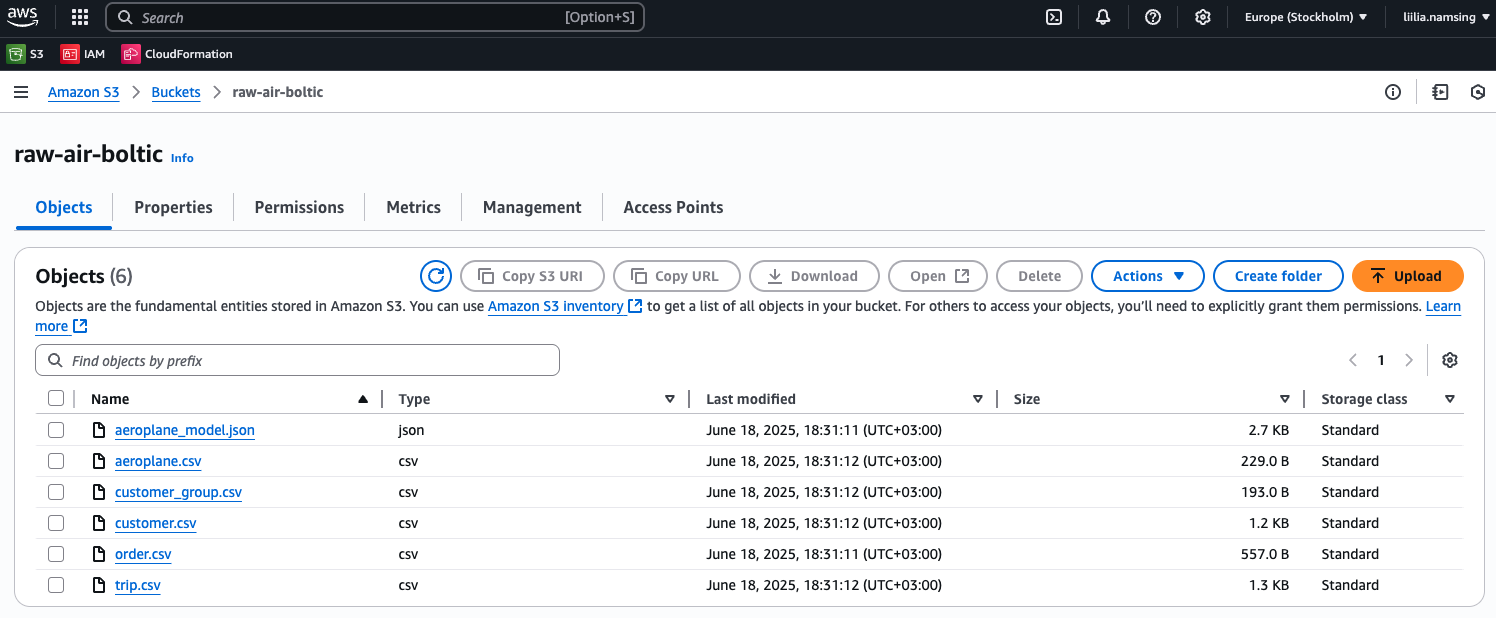 aws
Search [Option+S] Europe (Stockholm) liilia.namsing
S3 IAM CloudFormation
Amazon S3 Buckets raw-air-boltic
raw-air-boltic Info
Objects Properties Permissions Metrics Management Access Points
Objects (6) Copy S3 URI Copy URL Download Open Delete Actions Create folder Upload
Objects are the fundamental entities stored in Amazon S3. You can use Amazon S3 inventory to get a list of all objects in your bucket. For others to access your objects, you’ll need to explicitly grant them permissions. Learn
more
Find objects by prefix 1
Name Type Last modified Size Storage class
aeroplane_model.json json June 18, 2025, 18:31:11 (UTC+03:00) 2.7 KB Standard
aeroplane.csv csv June 18, 2025, 18:31:12 (UTC+03:00) 229.0 B Standard
customer_group.csv csv June 18, 2025, 18:31:12 (UTC+03:00) 193.0 B Standard
customer.csv csv June 18, 2025, 18:31:12 (UTC+03:00) 1.2 KB Standard
order.csv csv June 18, 2025, 18:31:11 (UTC+03:00) 557.0 B Standard
trip.csv csv June 18, 2025, 18:31:12 (UTC+03:00) 1.3 KB Standard